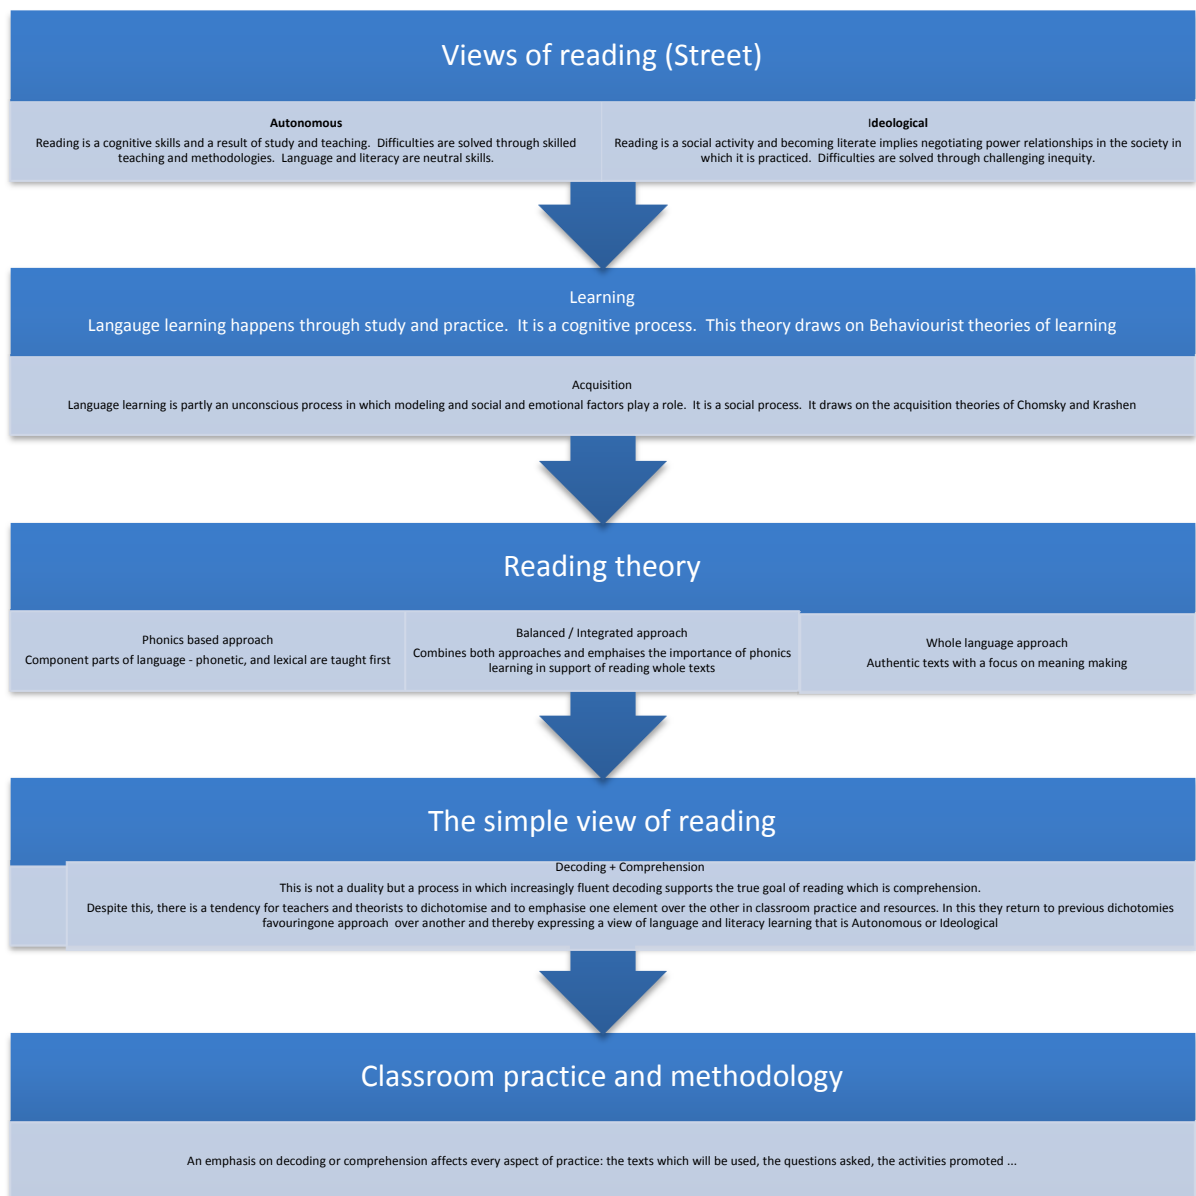 Views of reading (Street)
Autonomous
Reading is a cognitive skills and a result of study and teaching.  Difficulties are solved through skilled
teaching and methodologies.  Language and literacy are neutral skills.
Ideological
Reading is a social activity and becoming literate implies negotiating power relationships in the society in
which it is practiced.  Difficulties are solved through challenging inequity.
Learning
Langauge learning happens through study and practice.  It is a cognitive process.  This theory draws on Behaviourist theories of learning
Acquisition
Language learning is partly an unconscious process in which modeling and social and emotional factors play a role.  It is a social process.  It draws on the acquisition theories of Chomsky and Krashen
Reading theory
Phonics based approach
Component parts of language - phonetic, and lexical are taught first
Balanced / Integrated approach
Combines both approaches and emphaises the importance of phonics
learning in support of reading whole texts
Whole language approach
Authentic texts with a focus on meaning making
The simple view of reading
Decoding + Comprehension
This is not a duality but a process in which increasingly fluent decoding supports the true goal of reading which is comprehension.
Despite this, there is a tendency for teachers and theorists to dichotomise and to emphasise one element over the other in classroom practice and resources. In this they return to previous dichotomies
favouringone approach  over another and thereby expressing a view of language and literacy learning that is Autonomous or Ideological
Classroom practice and methodology
An emphasis on decoding or comprehension affects every aspect of practice: the texts which will be used, the questions asked, the activities promoted ...